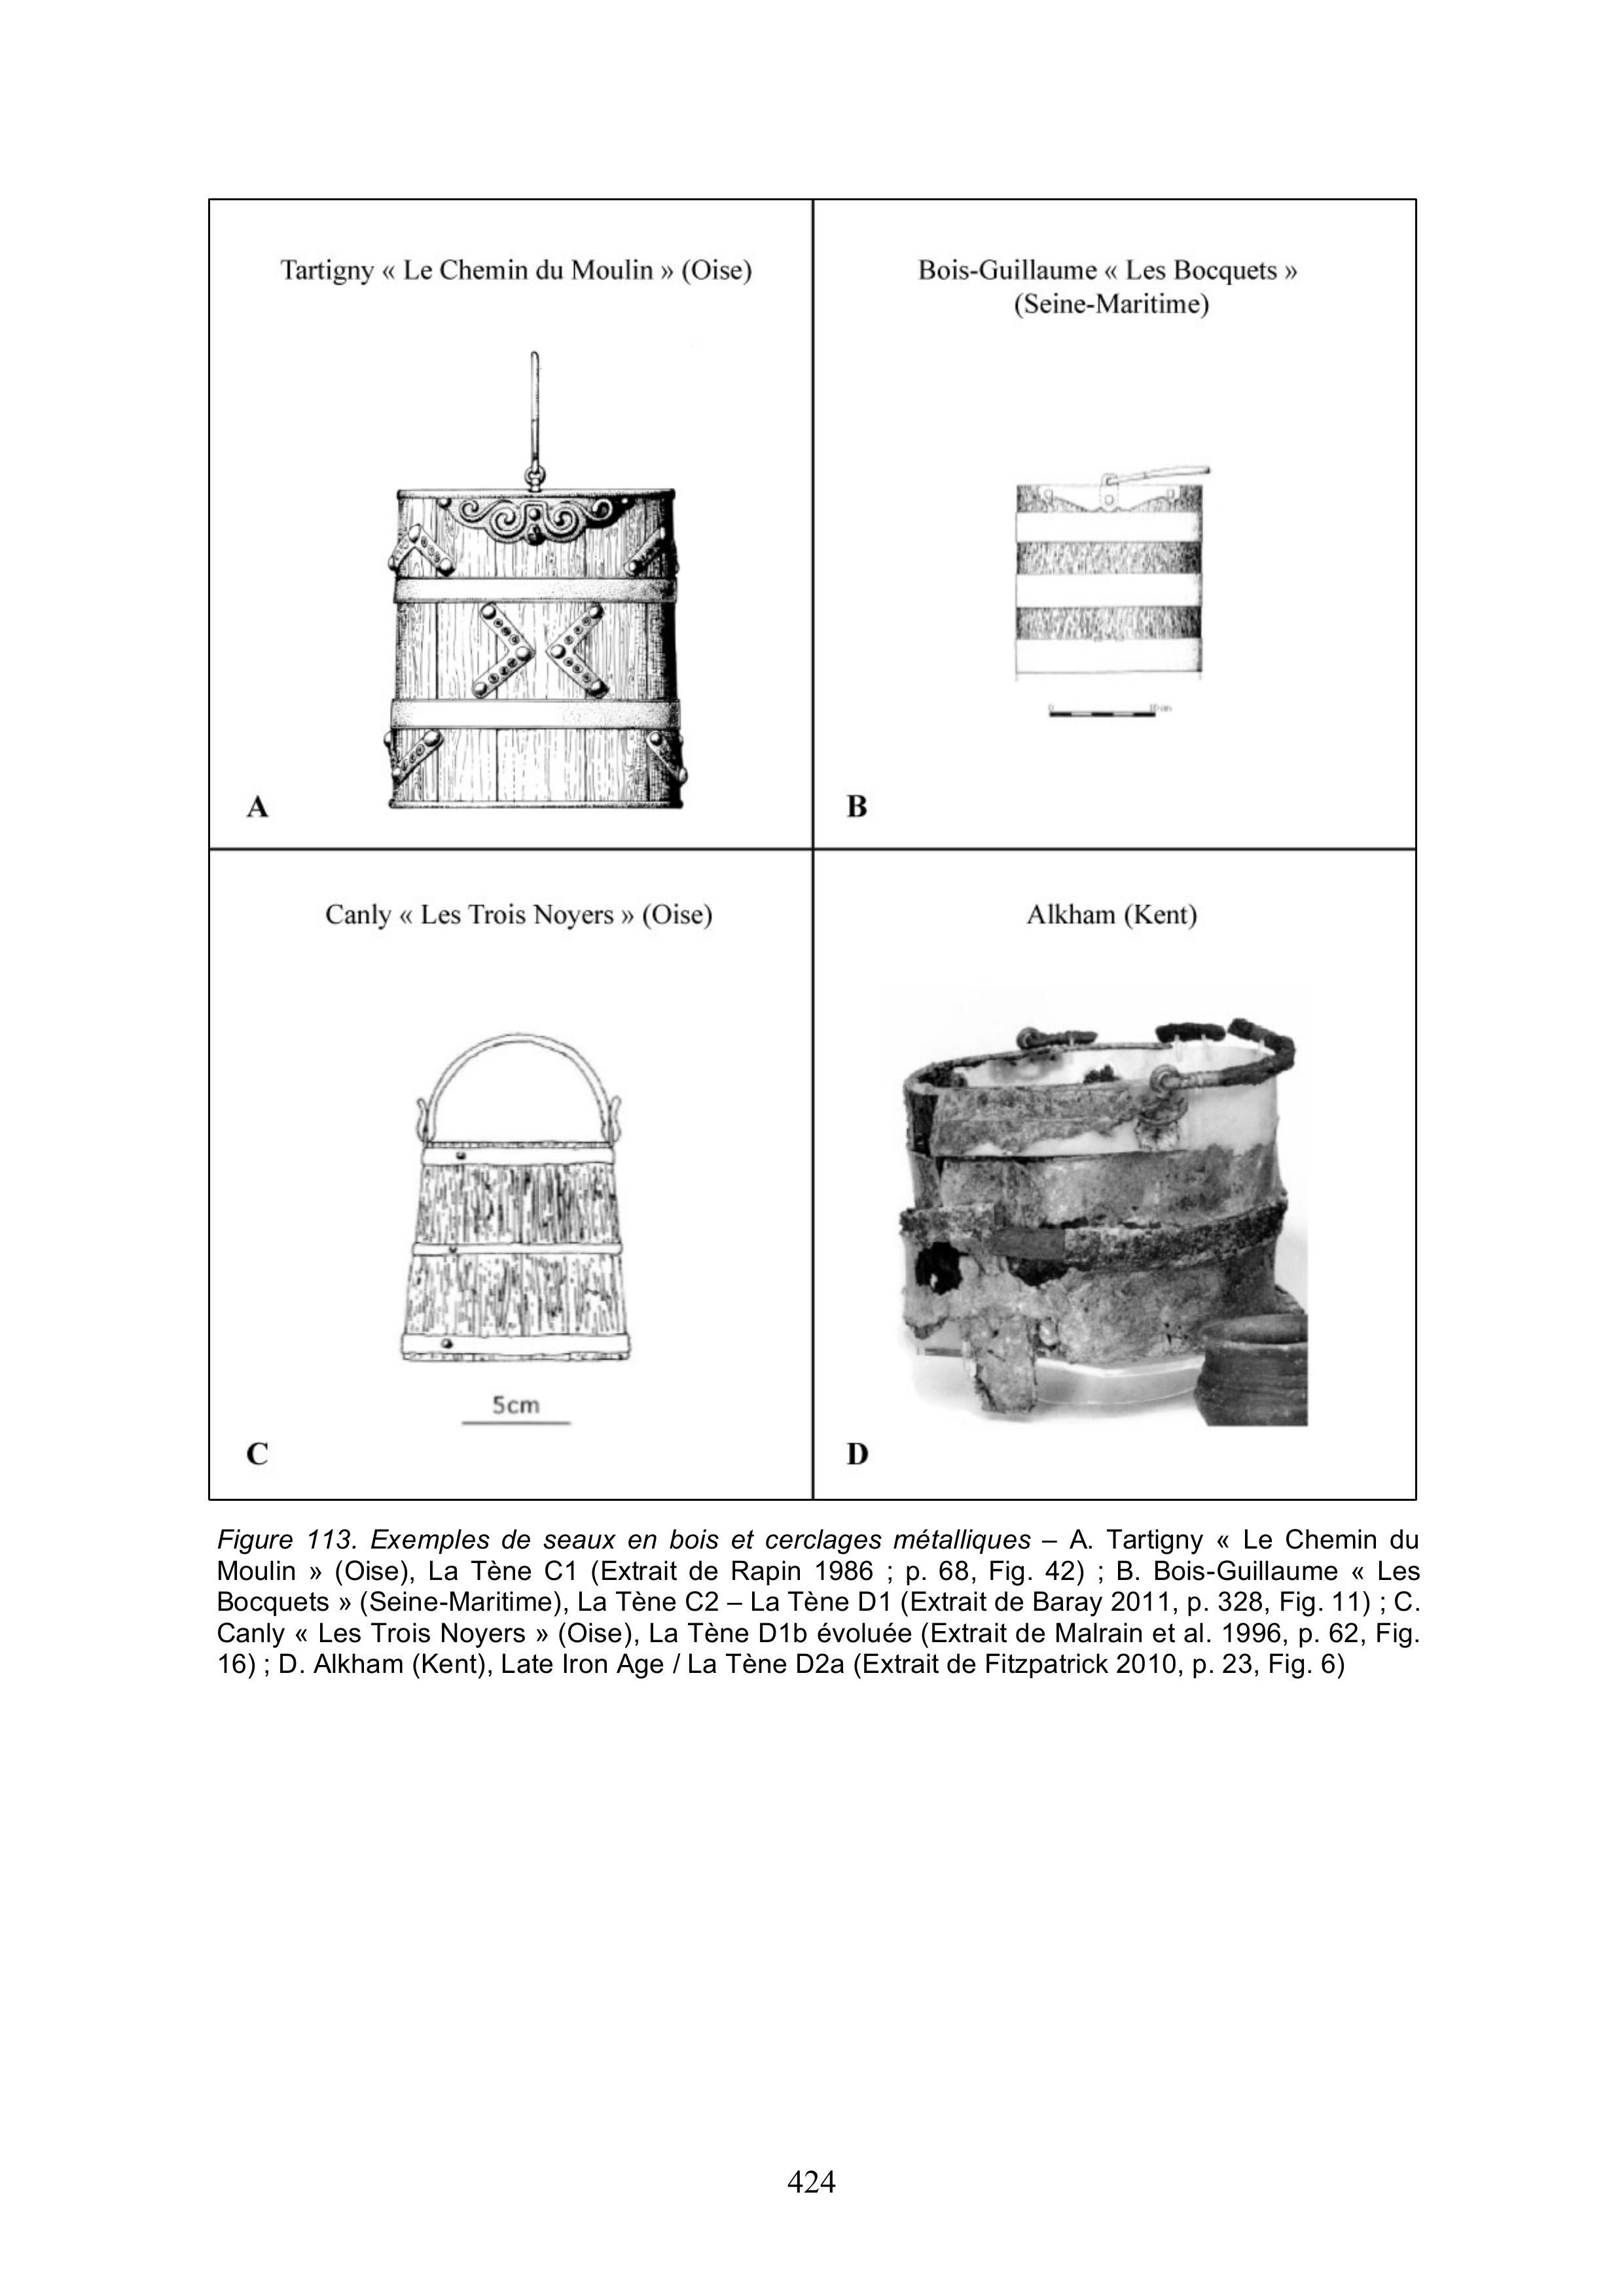 Tartigny « Le Chemin du Moulin » (Oise)
Bois-Guillaume « Les Bocquets »
(Seine-Maritime)
0 10 cm
A
B
Canly « Les Trois Noyers » (Oise)
Alkham (Kent)
5cm
C
D
Figure 113. Exemples de seaux en bois et cerclages métalliques – A. Tartigny « Le Chemin du
Moulin » (Oise), La Tène C1 (Extrait de Rapin 1986 ; p. 68, Fig. 42) ; B. Bois-Guillaume « Les
Bocquets » (Seine-Maritime), La Tène C2 – La Tène D1 (Extrait de Baray 2011, p. 328, Fig. 11) ; C.
Canly « Les Trois Noyers » (Oise), La Tène D1b évoluée (Extrait de Malrain et al. 1996, p. 62, Fig.
16) ; D. Alkham (Kent), Late Iron Age / La Tène D2a (Extrait de Fitzpatrick 2010, p. 23, Fig. 6)
424